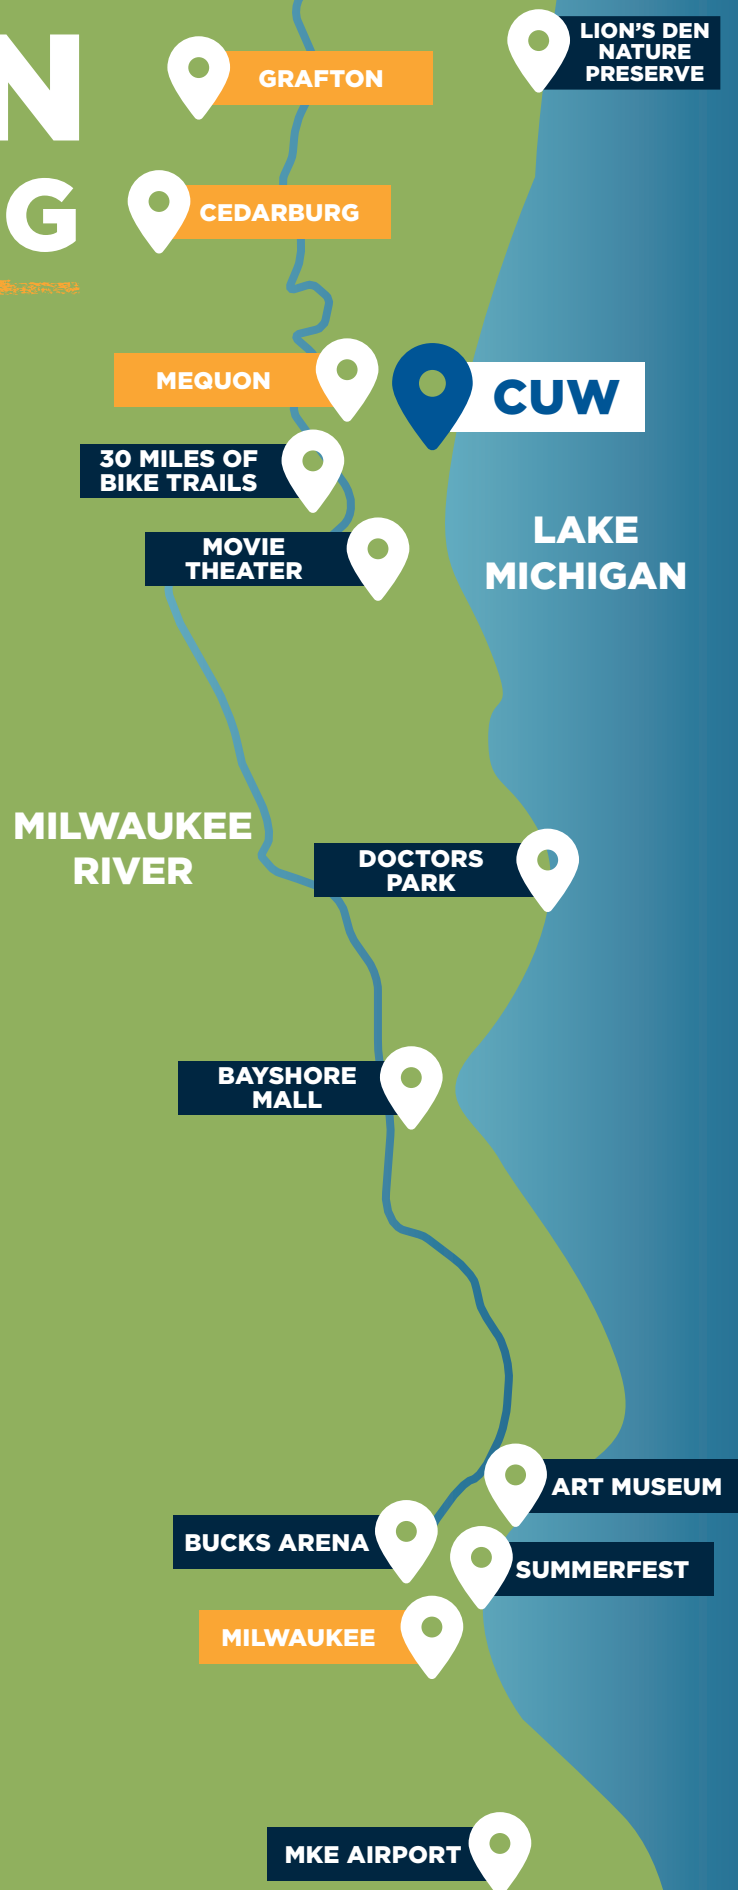 N
G
LION'S DEN
NATURE
PRESERVE
GRAFTON
CEDARBURG
MEQUON
CUW
30 MILES OF
BIKE TRAILS
LAKE
MICHIGAN
MOVIE
THEATER
MILWAUKEE
RIVER
DOCTORS
PARK
BAYSHORE
MALL
ART MUSEUM
BUCKS ARENA
SUMMERFEST
MILWAUKEE
MKE AIRPORT